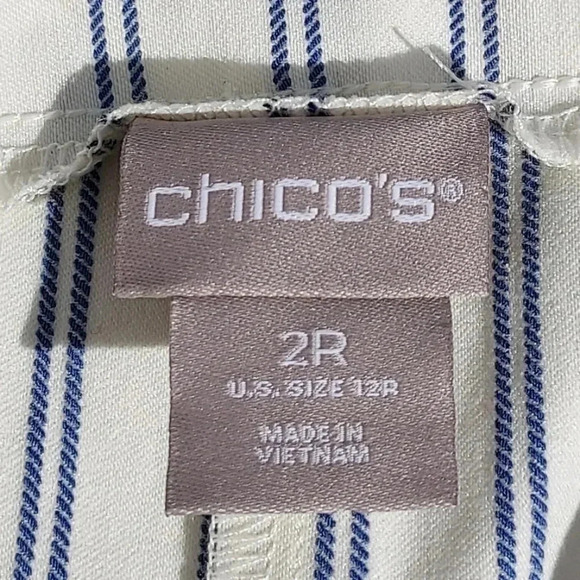 chico's®
2R
U.S. SIZE 12R
MADE IN
VIETNAM